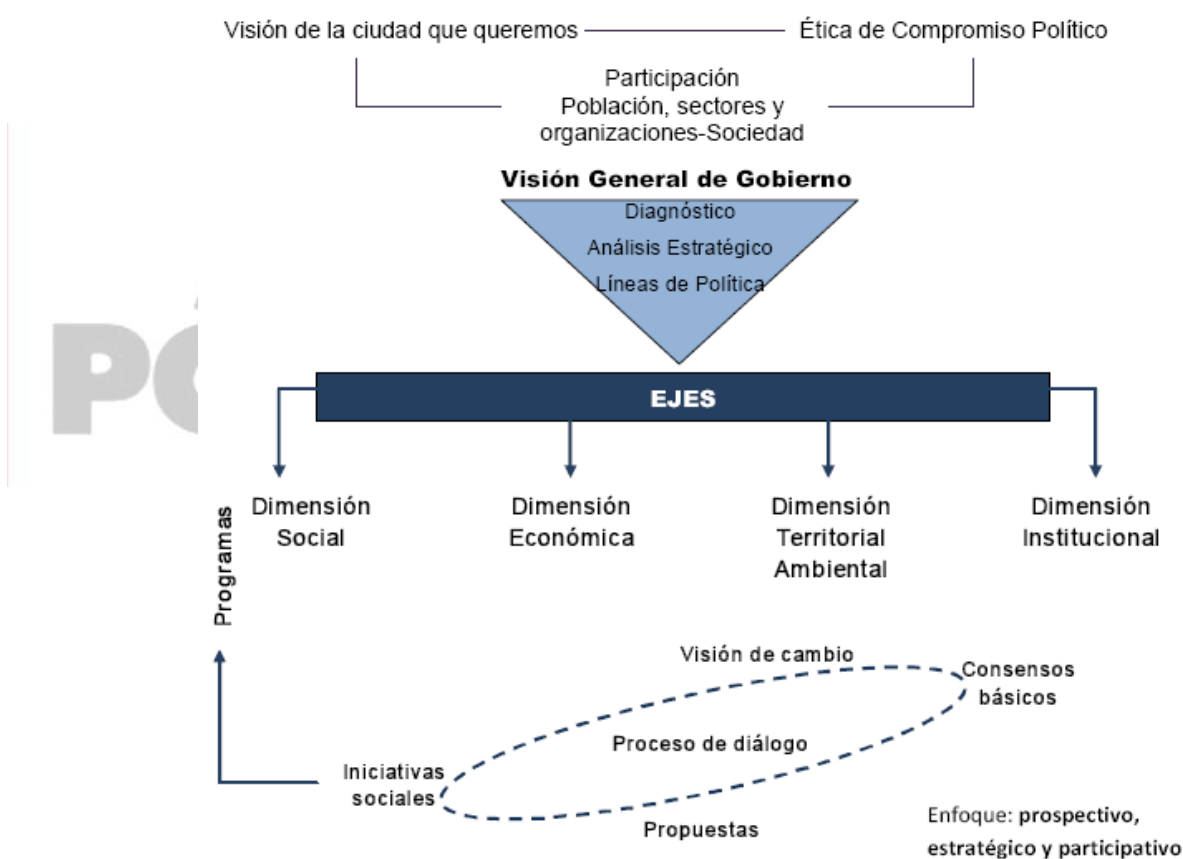 Visión de la ciudad que queremos
Ética de Compromiso Político
Participación
Población, sectores y
organizaciones-Sociedad
Visión General de Gobierno
Diagnóstico
Análisis Estratégico
Líneas de Política
PÓ
EJES
Dimensión
Social
Dimensión
Económica
Dimensión
Territorial
Ambiental
Dimensión
Institucional
Programas
Visión de cambio
Consensos
básicos
Proceso de diálogo
Iniciativas
sociales
Propuestas
Enfoque: prospectivo,
estratégico y participativo